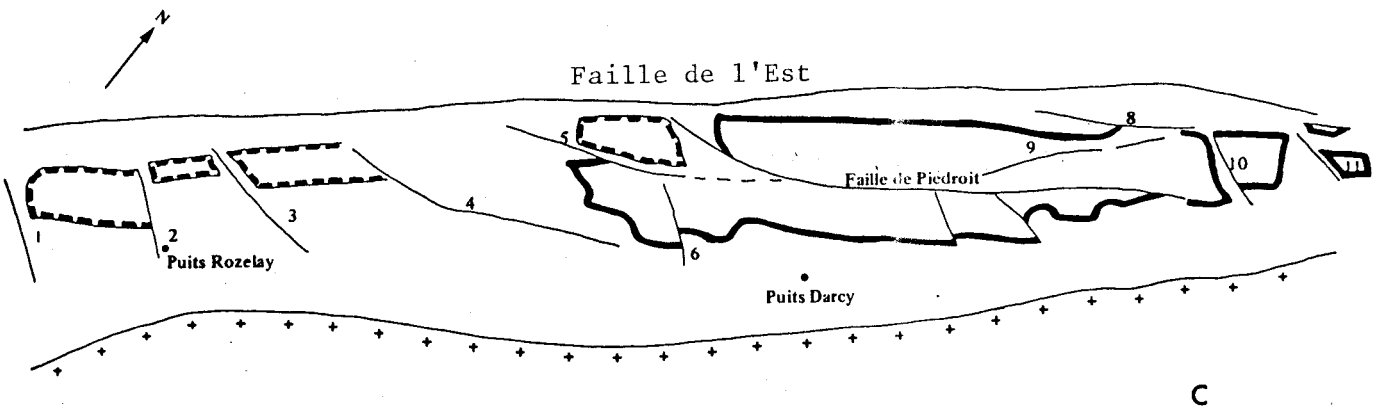 N
Faille de l'Est
8
5
9
10
11
Faille de Piedroit
4
3
1
2
6
Puits Rozelay
Puits Darcy
C